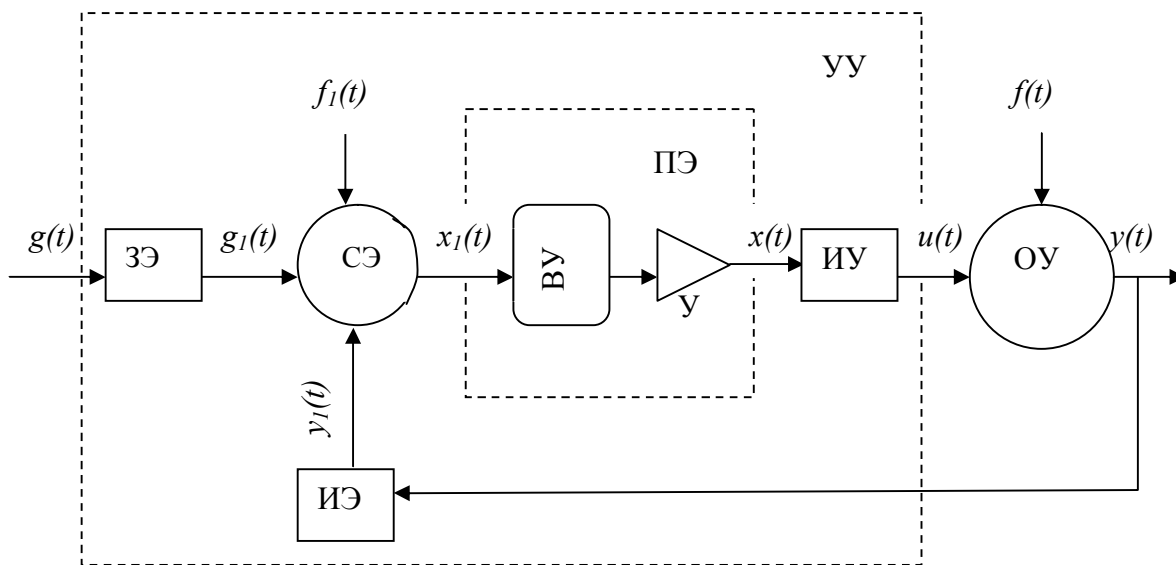 УУ
f₁(t)
f(t)
ПЭ
g(t)
ЗЭ
g₁(t)
СЭ
x₁(t)
ВУ
У
x(t)
ИУ
u(t)
ОУ
y(t)
y₁(t)
ИЭ